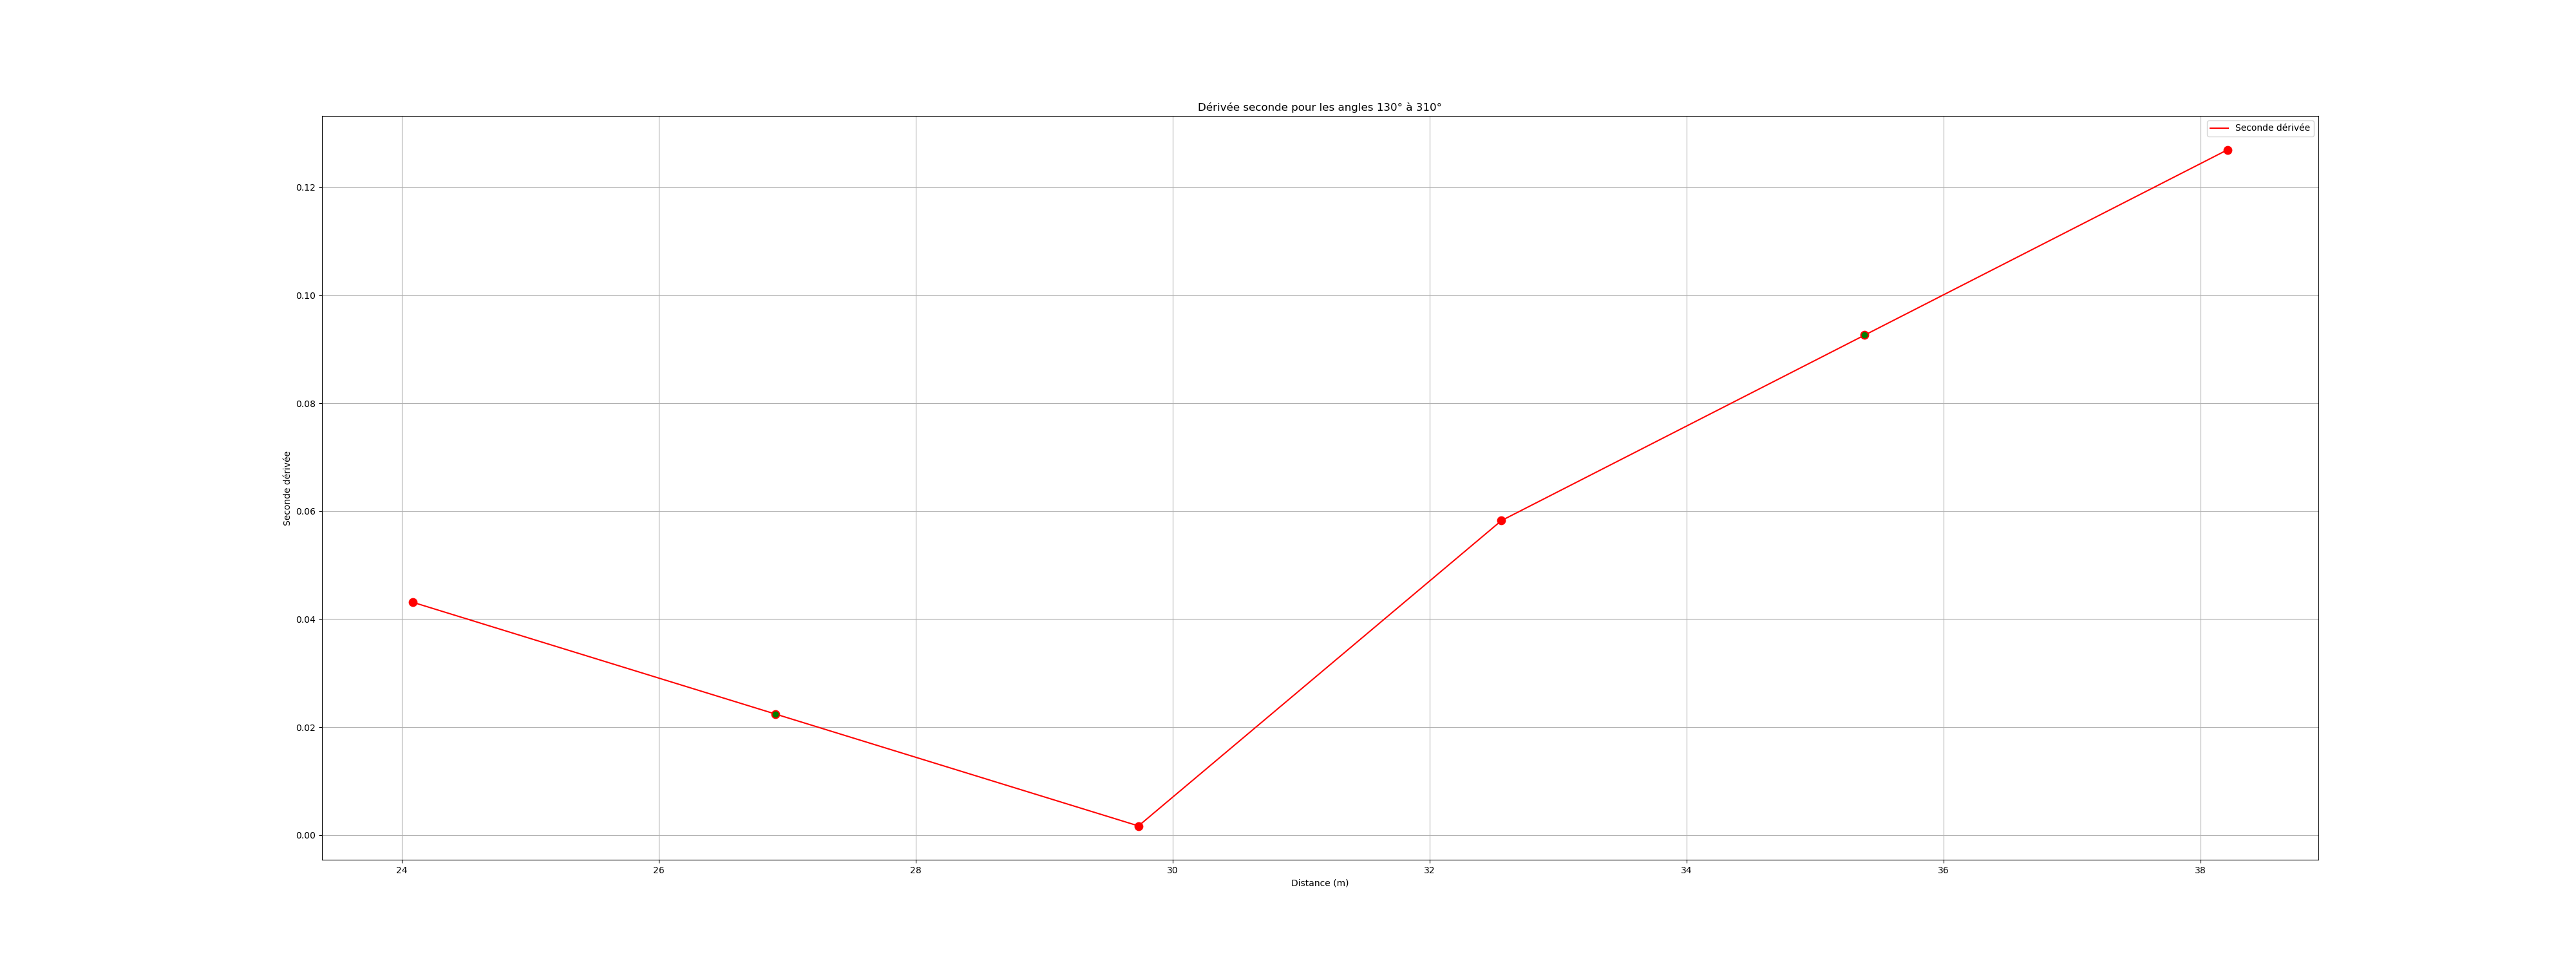 Dérivée seconde pour les angles 130° à 310°
Seconde dérivée
0.12
0.10
0.08
0.06
0.04
0.02
0.00
Seconde dérivée
24 26 28 30 32 34 36 38
Distance (m)